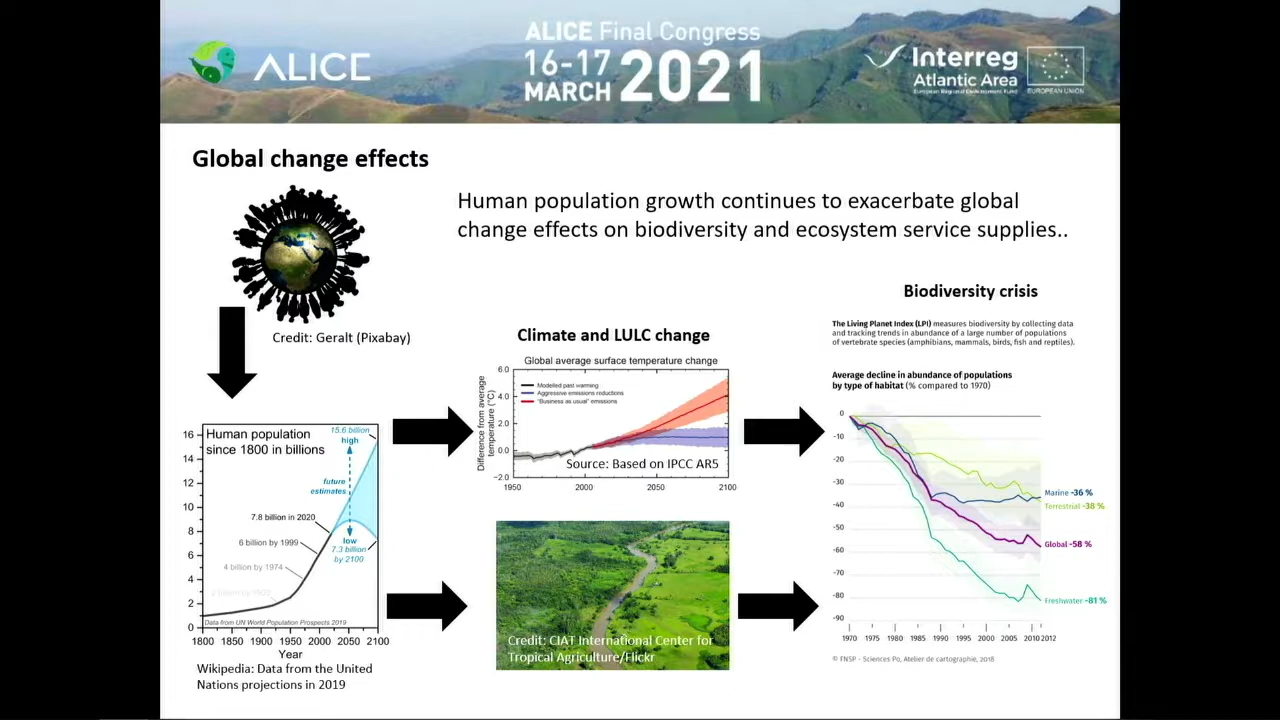 ALICE
ALICE Final Congress
16-17
MARCH
2021
Interreg
Atlantic Area
European Regional Development Fund
EUROPEAN UNION
Global change effects
Human population growth continues to exacerbate global
change effects on biodiversity and ecosystem service supplies..
Credit: Geralt (Pixabay)
Human population
since 1800 in billions
15.6 billion
high
future
estimates
7.8 billion in 2020
low
7.3 billion
by 2100
6 billion by 1999
4 billion by 1974
16
14
12
10
8
6
4
2
0
Data from UN World Population Prospects 2019
1800 1850 1900 1950 2000 2050 2100
Year
Wikipedia: Data from the United
Nations projections in 2019
Climate and LULC change
Global average surface temperature change
Difference from average
temperature (°C)
6.0
4.0
2.0
0.0
−2.0
Modelled past warming
Aggressive emissions reductions
"Business as usual" emissions
Source: Based on IPCC AR5
1950 2000 2050 2100
Credit: CIAT International Center for
Tropical Agriculture/Flickr
Biodiversity crisis
The Living Planet Index (LPI) measures biodiversity by collecting data
and tracking trends in abundance of a large number of populations
of vertebrate species (amphibians, mammals, birds, fish and reptiles).
Average decline in abundance of populations
by type of habitat (% compared to 1970)
0
-10
-20
-30
-40
-50
-60
-70
-80
-90
Marine -36 %
Terrestrial -38 %
Global -58 %
Freshwater -81 %
1970 1975 1980 1985 1990 1995 2000 2005 2010 2012
© FNSP - Sciences Po, Atelier de cartographie, 2018